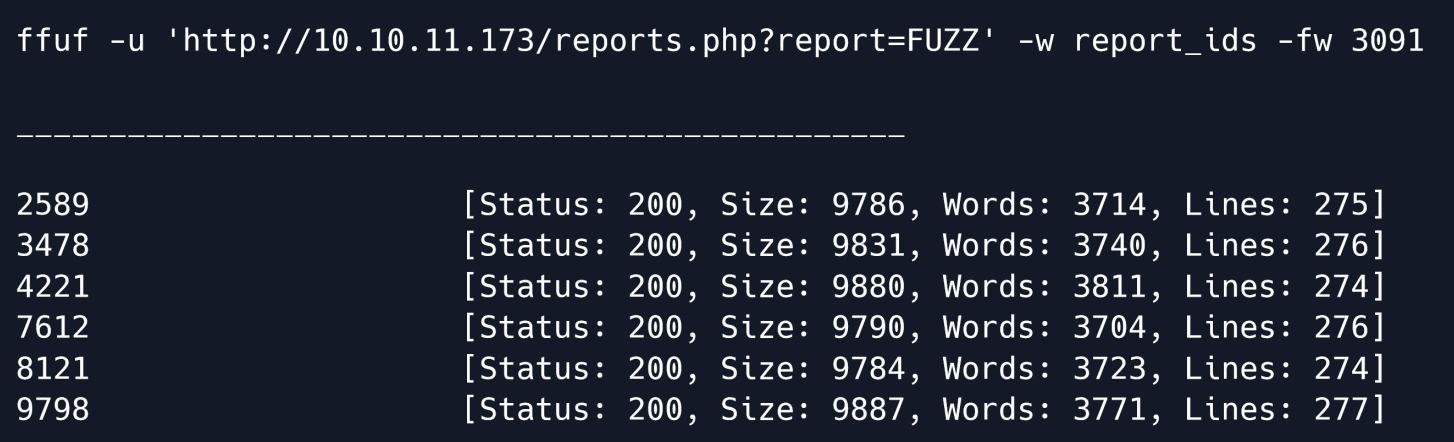 ffuf -u 'http://10.10.11.173/reports.php?report=FUZZ' -w report_ids -fw 3091
________________________________________________
2589                    [Status: 200, Size: 9786, Words: 3714, Lines: 275]
3478                    [Status: 200, Size: 9831, Words: 3740, Lines: 276]
4221                    [Status: 200, Size: 9880, Words: 3811, Lines: 274]
7612                    [Status: 200, Size: 9790, Words: 3704, Lines: 276]
8121                    [Status: 200, Size: 9784, Words: 3723, Lines: 274]
9798                    [Status: 200, Size: 9887, Words: 3771, Lines: 277]